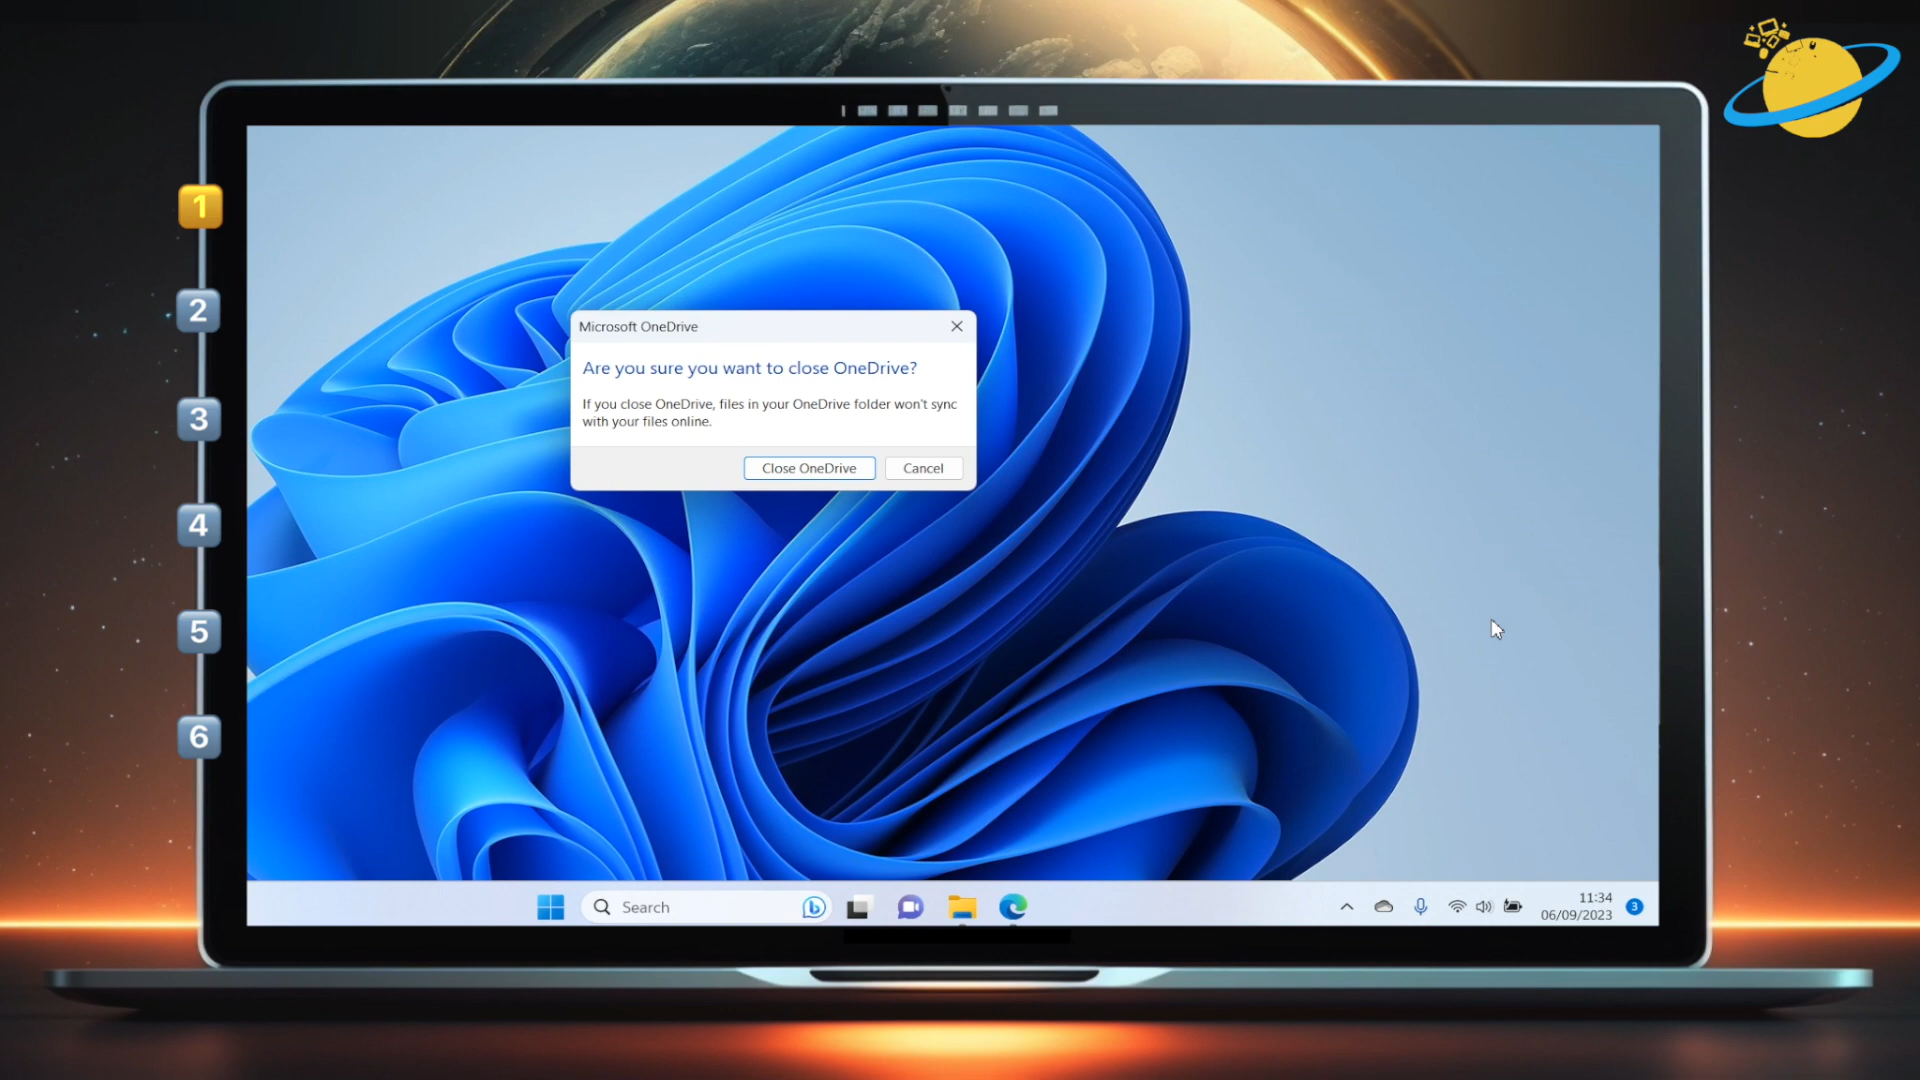 1
2
3
4
5
6
Microsoft OneDrive
Are you sure you want to close OneDrive?
If you close OneDrive, files in your OneDrive folder won't sync
with your files online.
Close OneDrive
Cancel
Search
11:34
06/09/2023
3